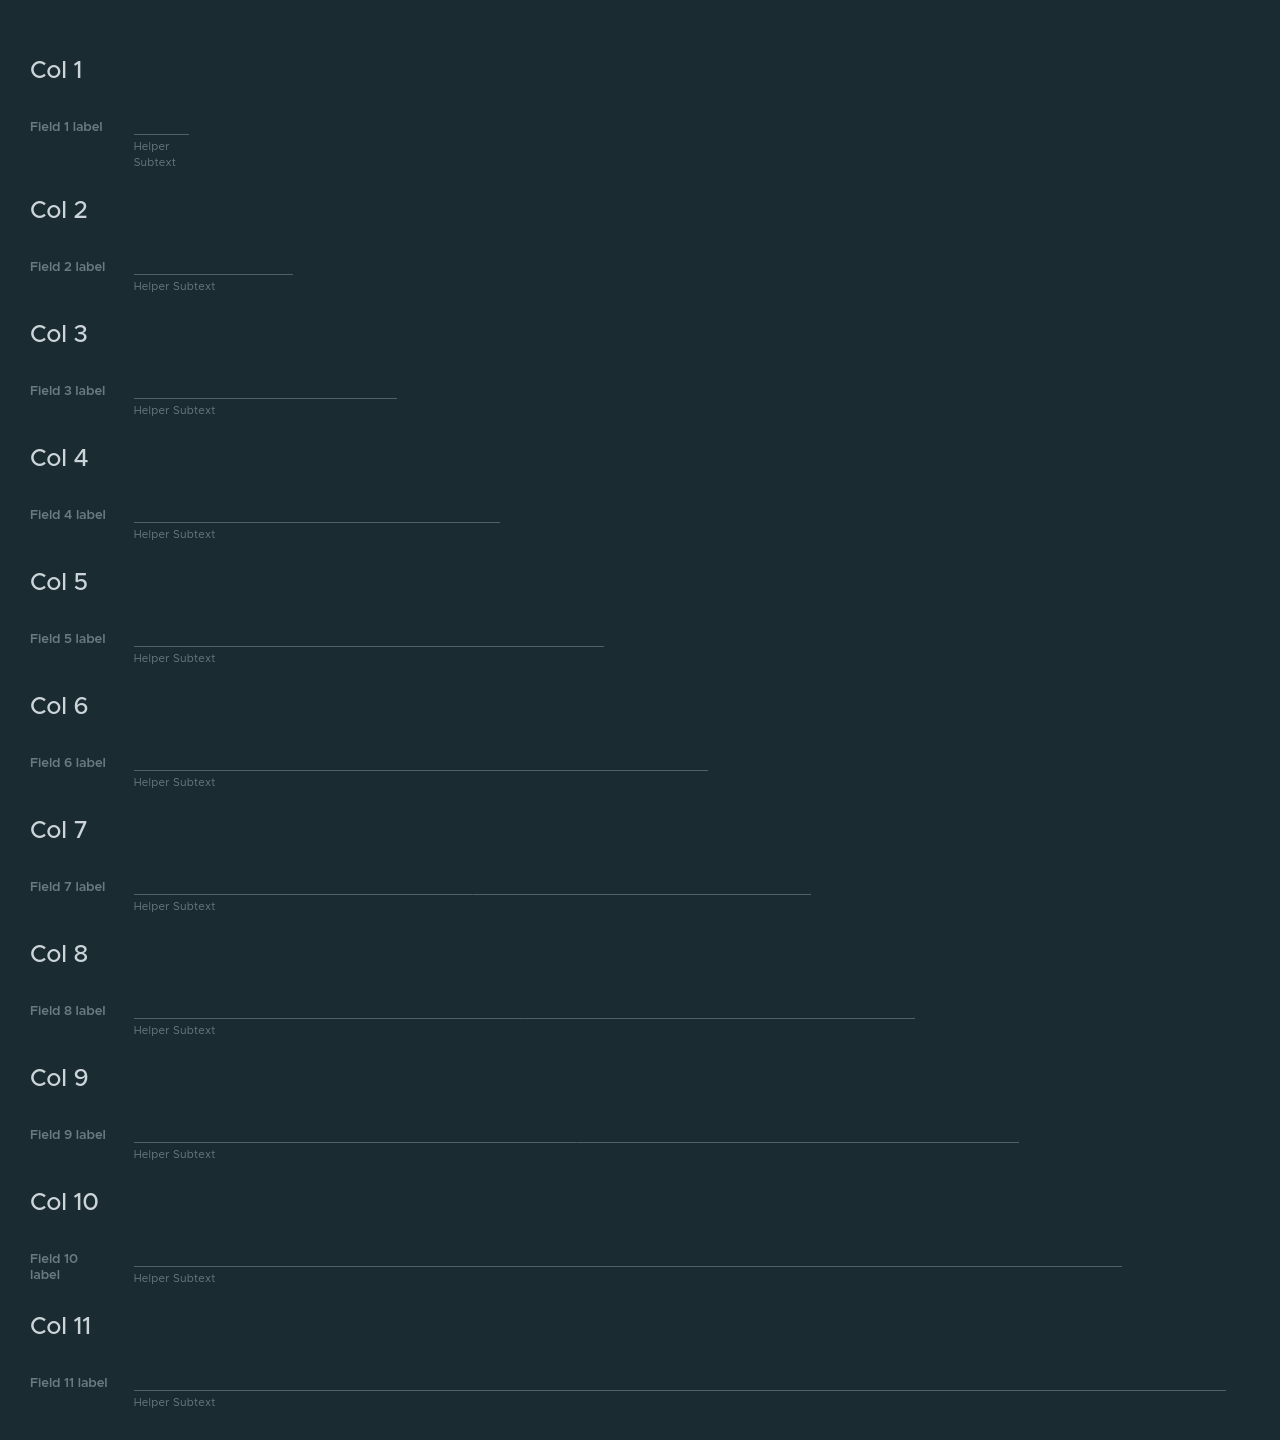 Col 1
Field 1 label
Helper
Subtext
Col 2
Field 2 label
Helper Subtext
Col 3
Field 3 label
Helper Subtext
Col 4
Field 4 label
Helper Subtext
Col 5
Field 5 label
Helper Subtext
Col 6
Field 6 label
Helper Subtext
Col 7
Field 7 label
Helper Subtext
Col 8
Field 8 label
Helper Subtext
Col 9
Field 9 label
Helper Subtext
Col 10
Field 10
label
Helper Subtext
Col 11
Field 11 label
Helper Subtext